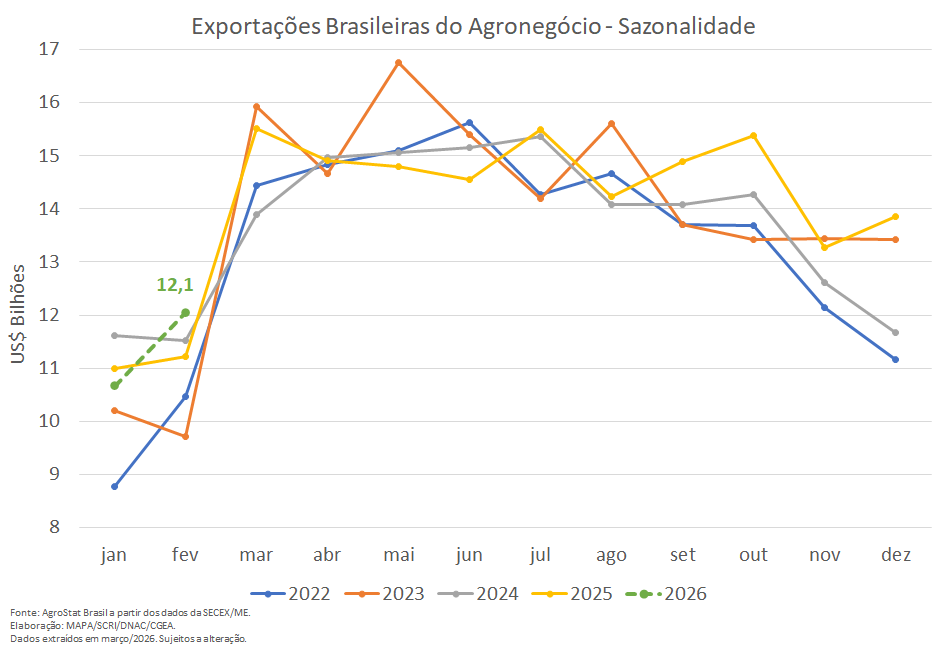 Exportações Brasileiras do Agronegócio - Sazonalidade
17
16
15
14
13
12
11
10
9
8
US$ Bilhões
12,1
jan fev mar abr mai jun jul ago set out nov dez
2022 2023 2024 2025 2026
Fonte: AgroStat Brasil a partir dos dados da SECEX/ME.
Elaboração: MAPA/SCRI/DNAC/CGEA.
Dados extraídos em março/2026. Sujeitos a alteração.